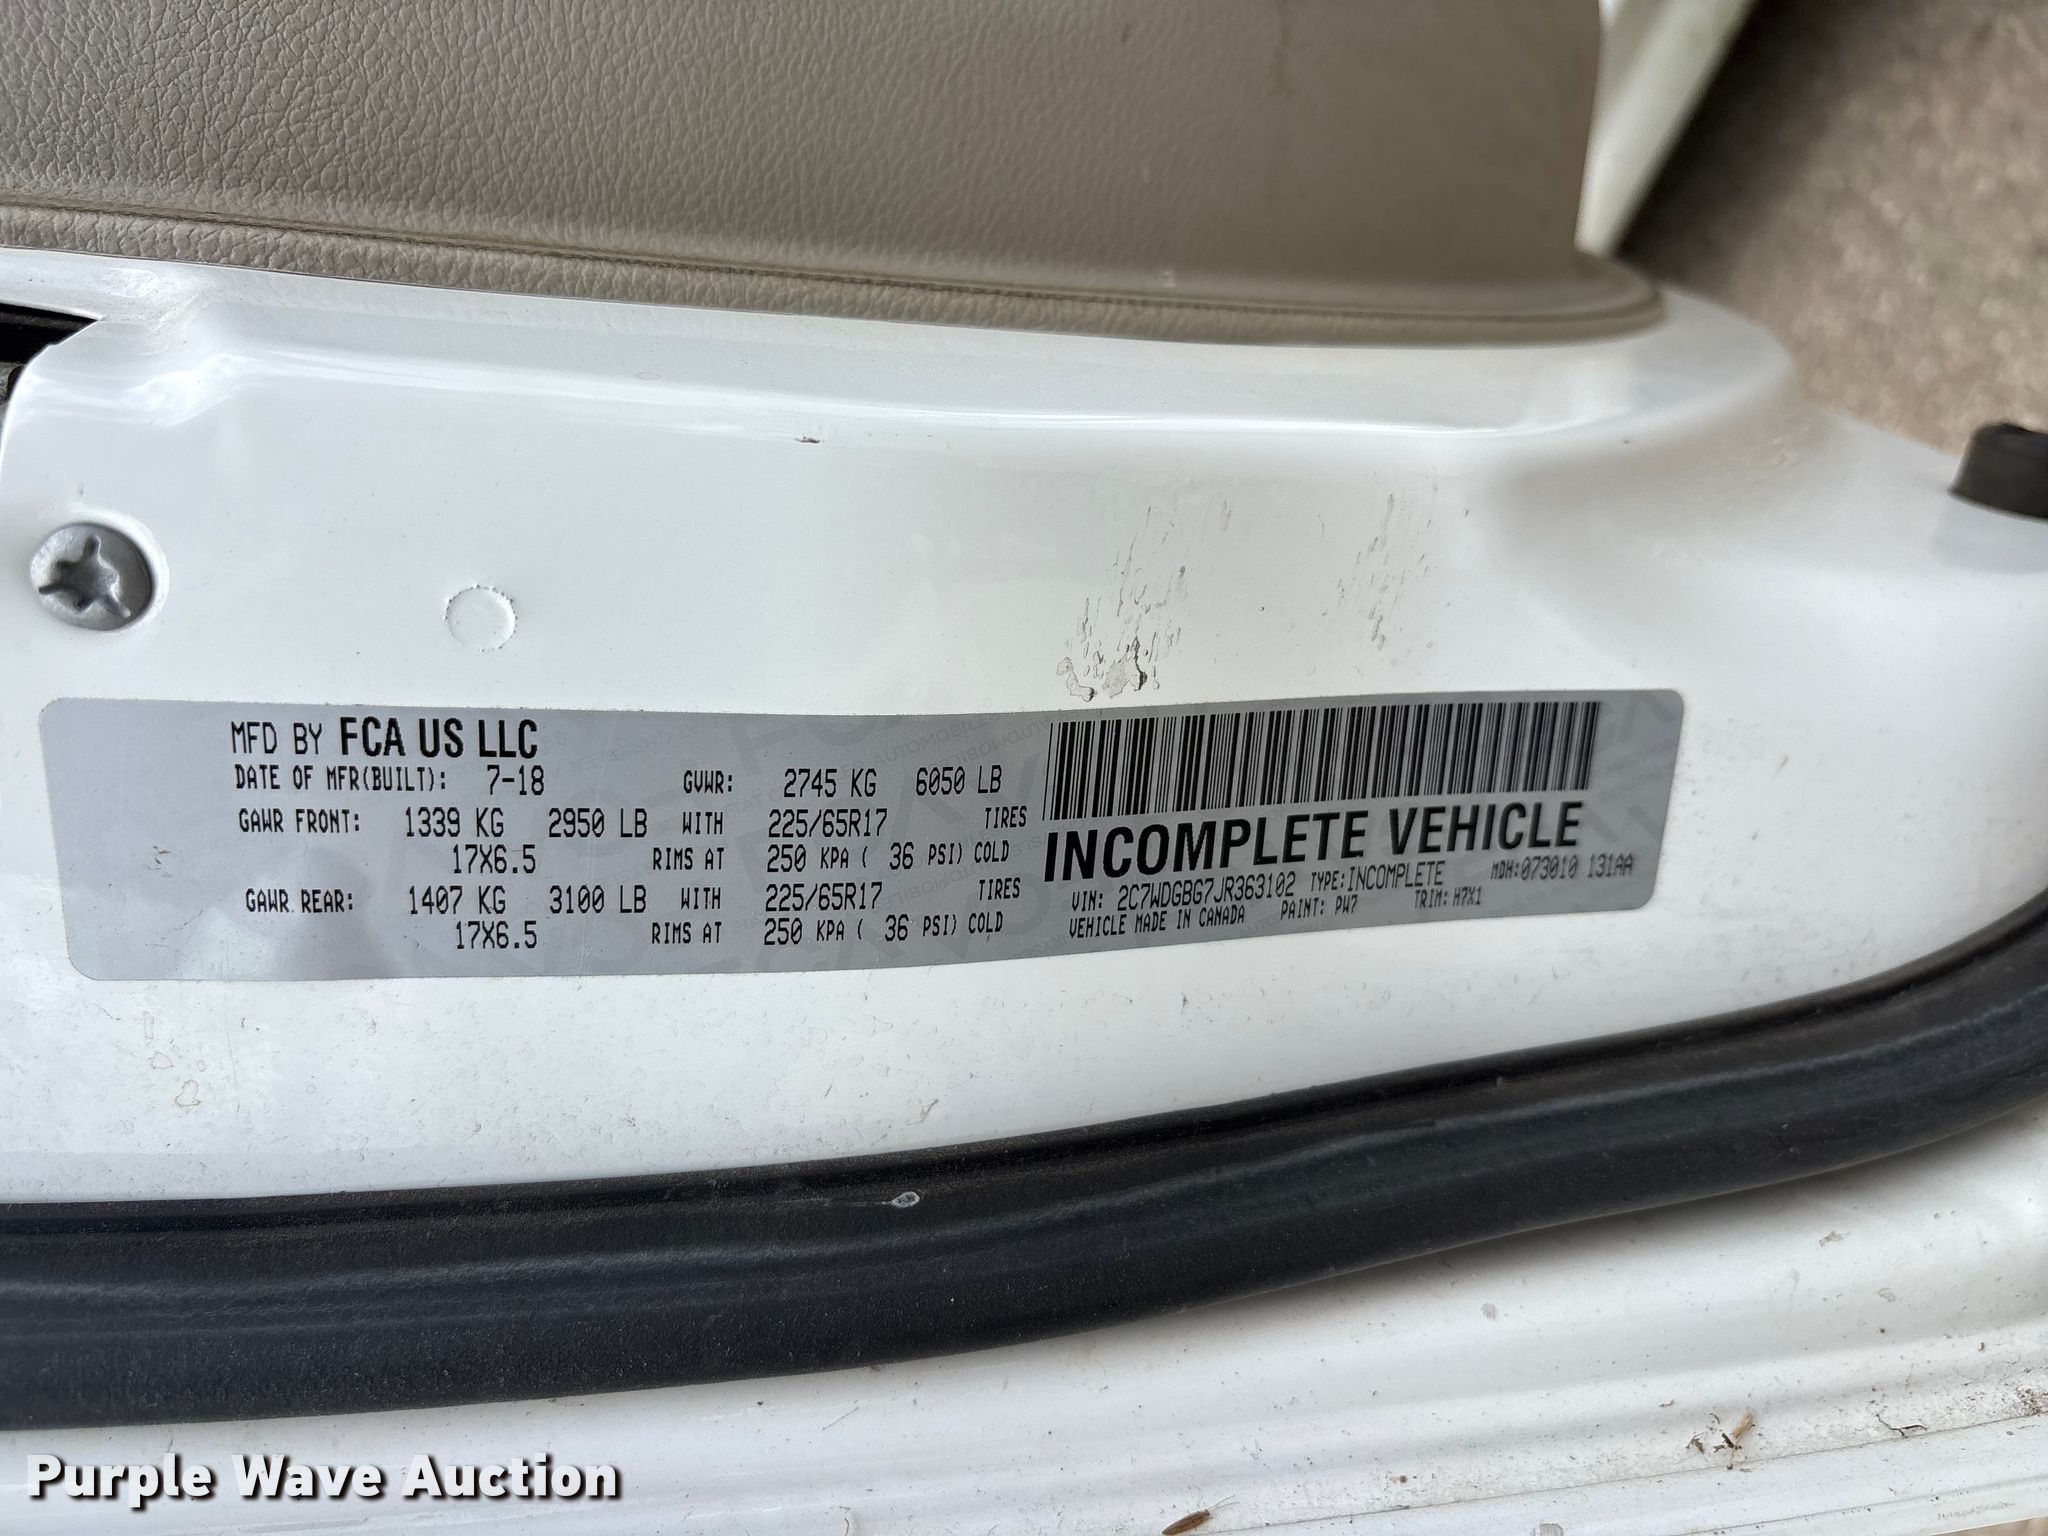 MFD BY FCA US LLC
DATE OF MFR(BUILT): 7-18 GVWR: 2745 KG 6050 LB
GAWR FRONT: 1339 KG 2950 LB WITH 225/65R17 TIRES
17X6.5 RIMS AT 250 KPA ( 36 PSI) COLD
GAWR REAR: 1407 KG 3100 LB WITH 225/65R17 TIRES
17X6.5 RIMS AT 250 KPA ( 36 PSI) COLD
INCOMPLETE VEHICLE
VIN: 2C7WDGBG7JR363102 TYPE:INCOMPLETE MDH:073010 131AA
VEHICLE MADE IN CANADA PAINT: PW7 TRIM: H7X1
Purple Wave Auction